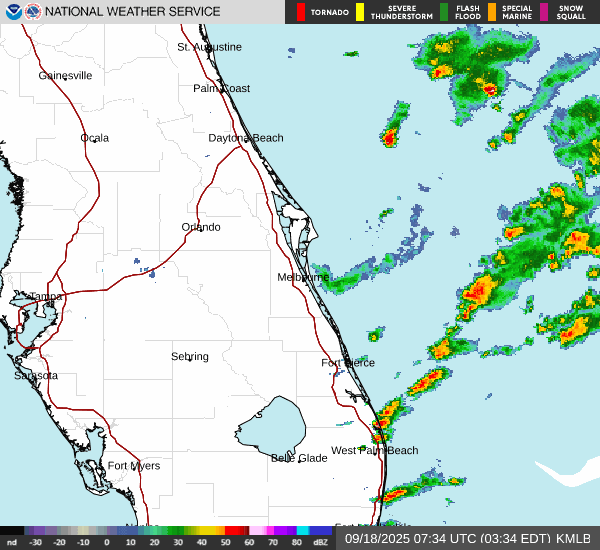 NATIONAL WEATHER SERVICE
TORNADO
SEVERE THUNDERSTORM
FLASH FLOOD
SPECIAL MARINE
SNOW SQUALL
St. Augustine
Gainesville
Palm Coast
Ocala
Daytona Beach
Orlando
Melbourne
Tampa
Sebring
Fort Pierce
Sarasota
West Palm Beach
Belle Glade
Fort Myers
nd -30 -20 -10 0 10 20 30 40 50 60 70 80 dBZ
09/18/2025 07:34 UTC (03:34 EDT) KMLB